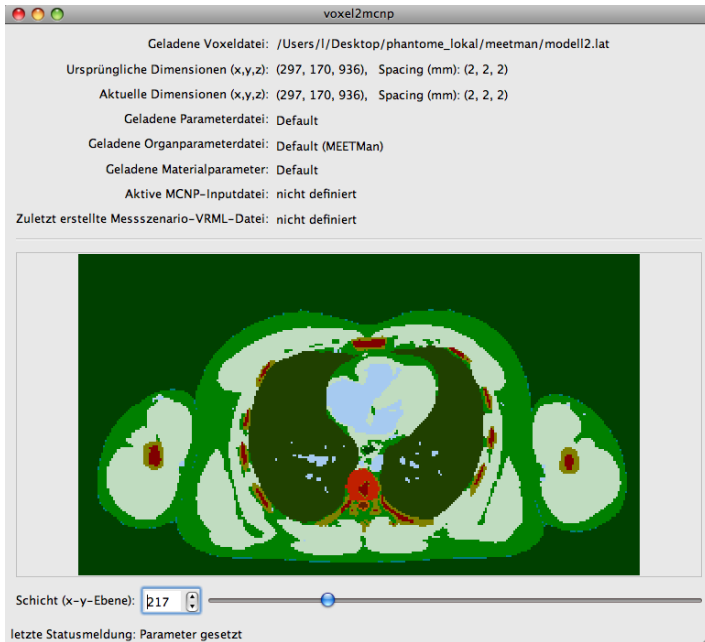 voxel2mcnp
Geladene Voxeldatei: /Users/l/Desktop/phantome_lokal/meetman/modell2.lat
Ursprüngliche Dimensionen (x,y,z): (297, 170, 936), Spacing (mm): (2, 2, 2)
Aktuelle Dimensionen (x,y,z): (297, 170, 936), Spacing (mm): (2, 2, 2)
Geladene Parameterdatei: Default
Geladene Organparameterdatei: Default (MEETMan)
Geladene Materialparameter: Default
Aktive MCNP-Inputdatei: nicht definiert
Zuletzt erstellte Messszenario-VRML-Datei: nicht definiert
Schicht (x-y-Ebene): 217
letzte Statusmeldung: Parameter gesetzt